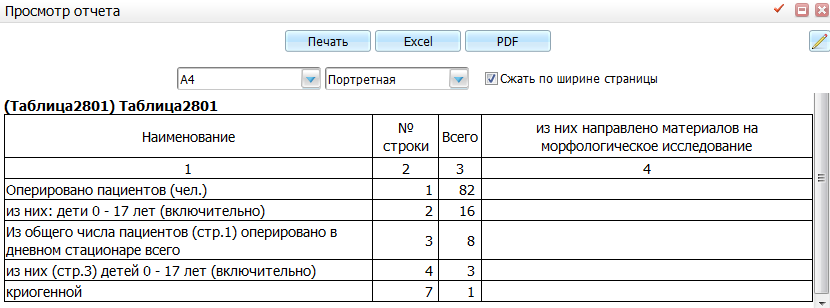 Просмотр отчета
Печать Excel PDF
A4 Портретная Сжать по ширине страницы
(Таблица2801) Таблица2801
Наименование № строки Всего из них направлено материалов на морфологическое исследование
1 2 3 4
Оперировано пациентов (чел.) 1 82
из них: дети 0 - 17 лет (включительно) 2 16
Из общего числа пациентов (стр.1) оперировано в
дневном стационаре всего 3 8
из них (стр.3) детей 0 - 17 лет (включительно) 4 3
криогенной 7 1